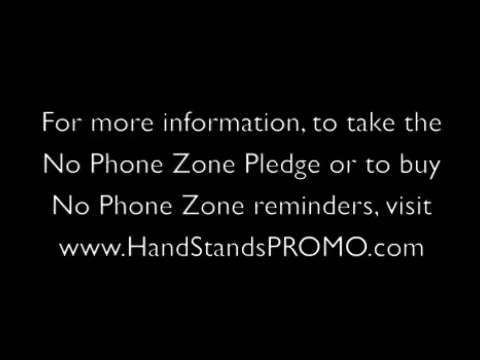 For more information, to take the
No Phone Zone Pledge or to buy
No Phone Zone reminders, visit
www.HandStandsPROMO.com